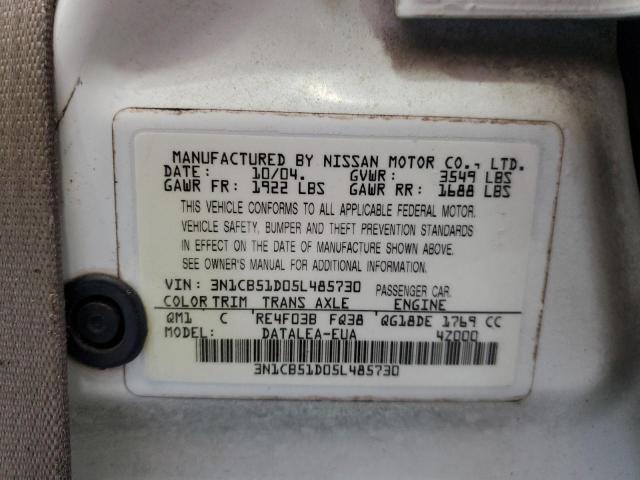 MANUFACTURED BY NISSAN MOTOR CO., LTD.
DATE: 10/04. GVWR: 3549 LBS
GAWR FR: 1922 LBS GAWR RR: 1688 LBS
THIS VEHICLE CONFORMS TO ALL APPLICABLE FEDERAL MOTOR.
VEHICLE SAFETY, BUMPER AND THEFT PREVENTION STANDARDS
IN EFFECT ON THE DATE OF MANUFACTURE SHOWN ABOVE.
SEE OWNER'S MANUAL FOR ADDITIONAL INFORMATION.
VIN: 3N1CB51D05L485730 PASSENGER CAR.
COLOR TRIM TRANS AXLE ENGINE
QM1 C RE4F03B FQ38 QG18DE 1769 CC
MODEL: DATALEA-EUA 4Z000
3N1CB51D05L485730